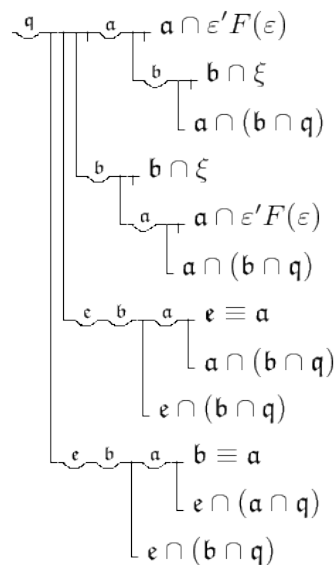 𝔮 𝔞 𝔞 ∩ ε′F(ε)
𝔟 𝔟 ∩ ξ
𝔞 ∩ (𝔟 ∩ 𝔮)
𝔟 𝔟 ∩ ξ
𝔞 𝔞 ∩ ε′F(ε)
𝔞 ∩ (𝔟 ∩ 𝔮)
𝔢 𝔟 𝔞 𝔢 ≡ 𝔞
𝔞 ∩ (𝔟 ∩ 𝔮)
𝔢 ∩ (𝔟 ∩ 𝔮)
𝔢 𝔟 𝔞 𝔟 ≡ 𝔞
𝔢 ∩ (𝔞 ∩ 𝔮)
𝔢 ∩ (𝔟 ∩ 𝔮)